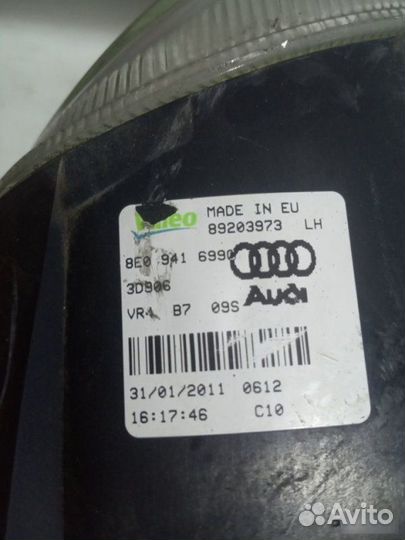 Valeo
MADE IN EU
89203973 LH
8E0 941 699C
3D906
Audi
VR4 B7 09S
31/01/2011 0612
16:17:46 C10
Avito